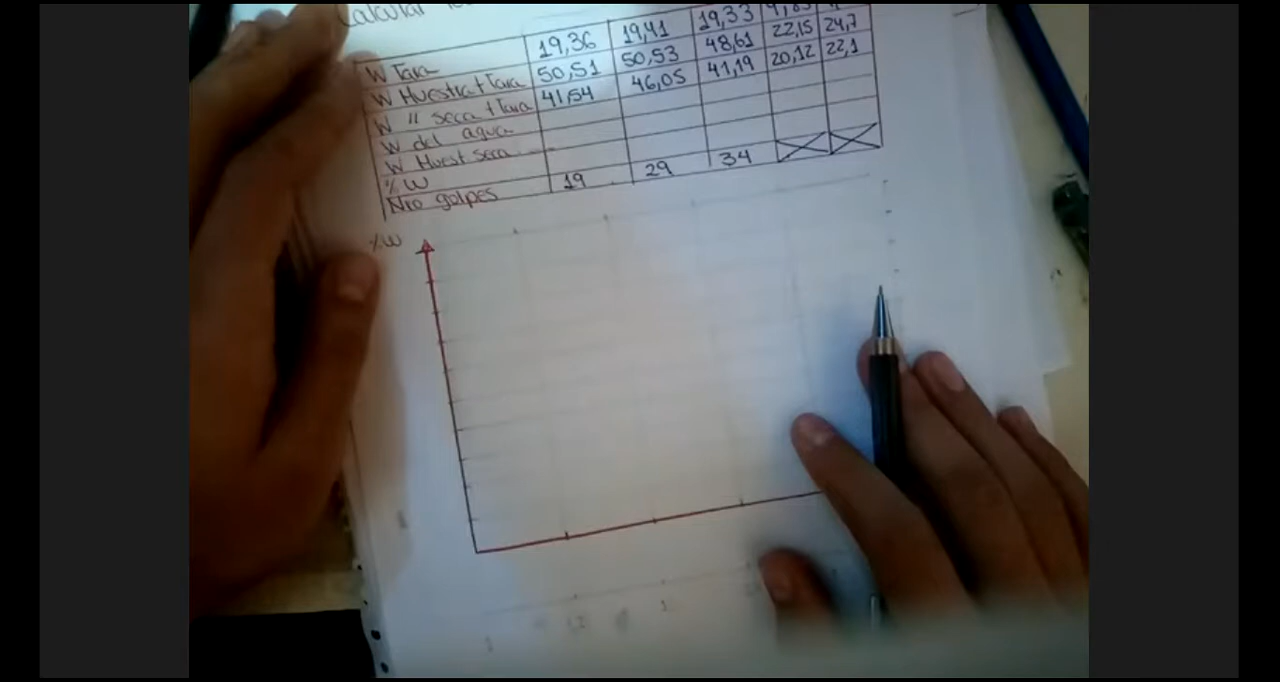 Calcular
W Tara 19,36 19,41 19,33
W Muestra + Tara 50,51 50,53 48,61 22,15 24,7
W " seca + Tara 41,54 46,05 41,19 20,12 22,1
W del agua
W Muest seca
% W
Nro golpes 19 29 34
% W